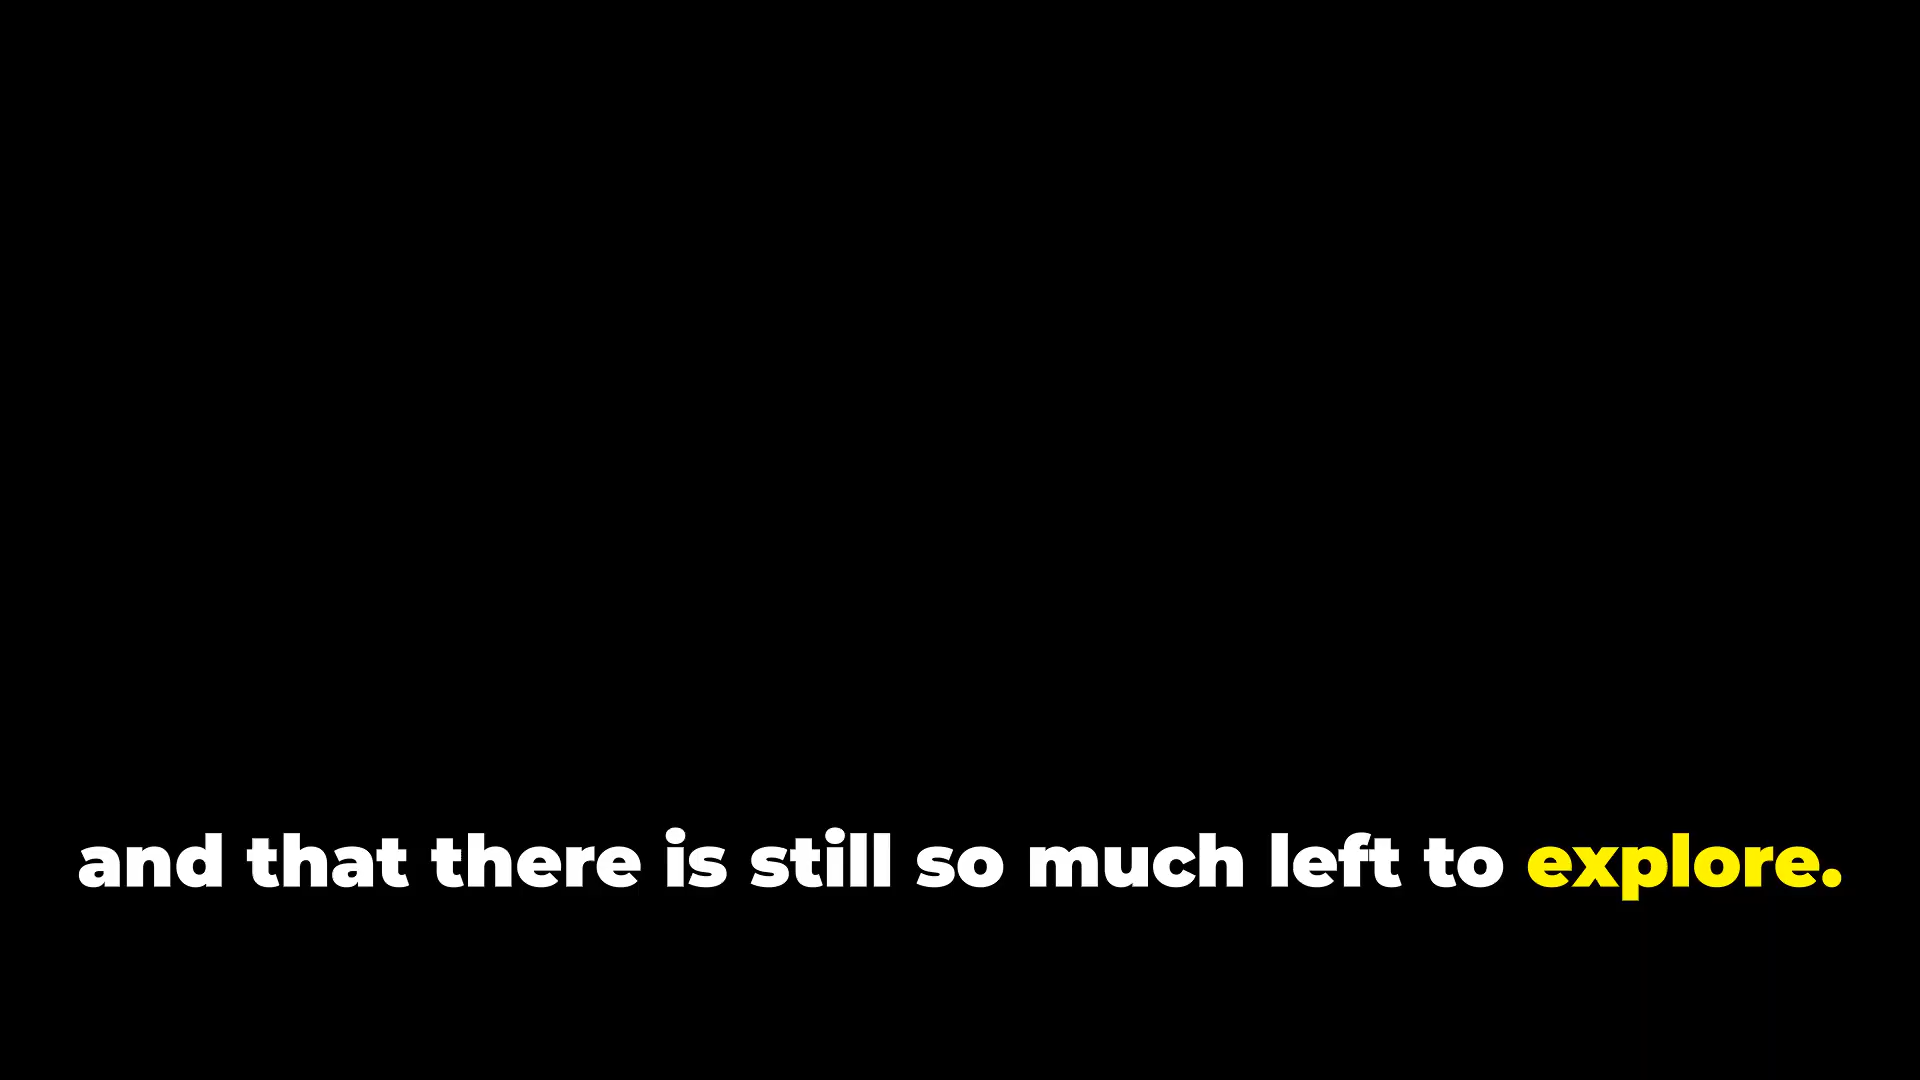 and that there is still so much left to explore.